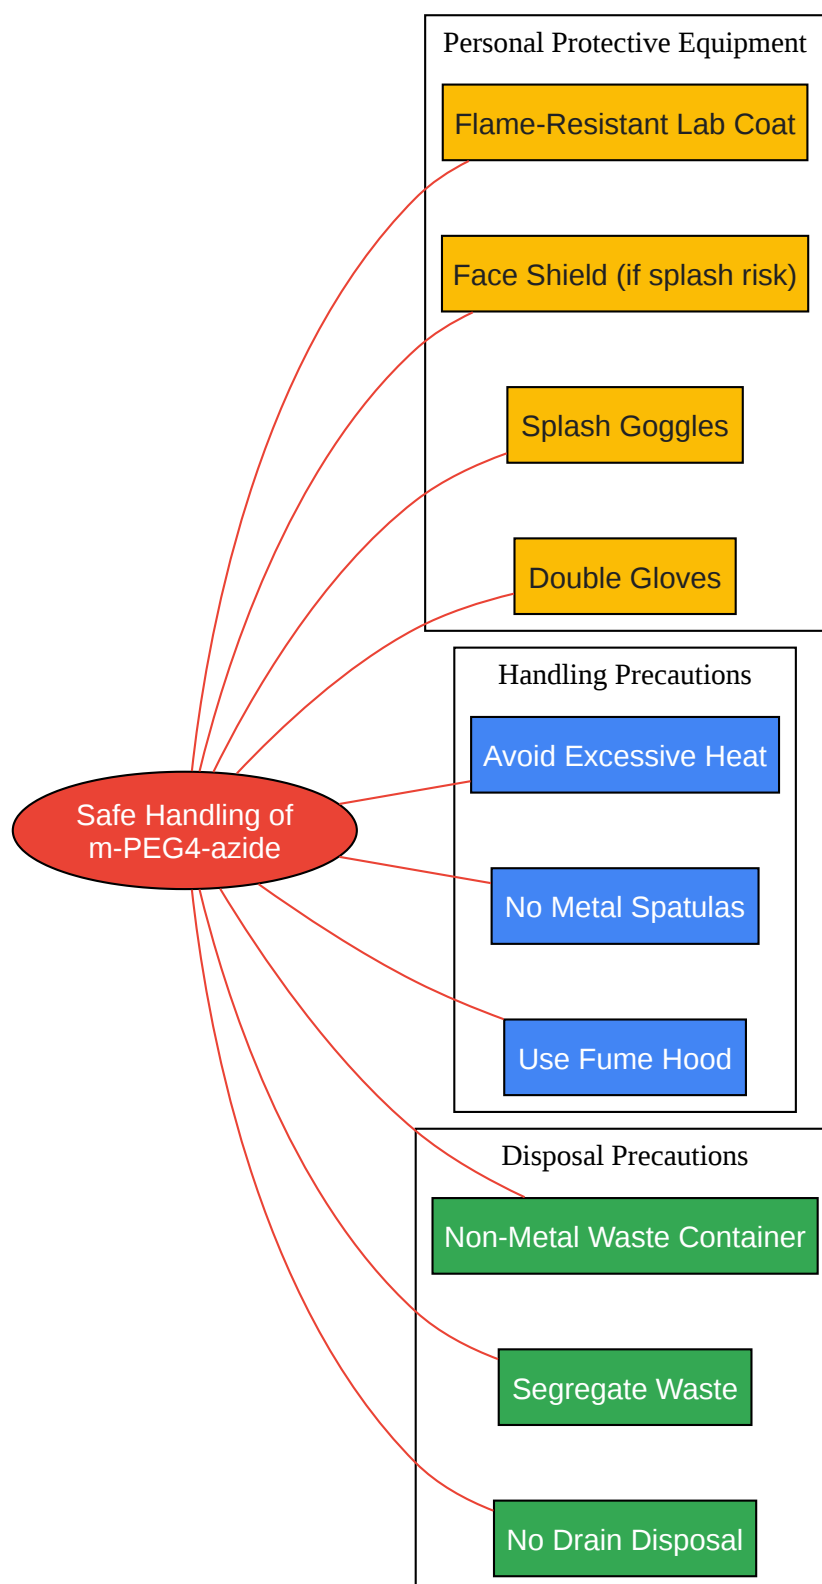 Personal Protective Equipment
Flame-Resistant Lab Coat
Face Shield (if splash risk)
Splash Goggles
Double Gloves
Handling Precautions
Avoid Excessive Heat
Safe Handling of
m-PEG4-azide
No Metal Spatulas
Use Fume Hood
Disposal Precautions
Non-Metal Waste Container
Segregate Waste
No Drain Disposal